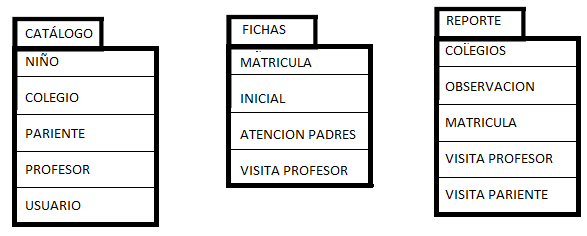 CATÁLOGO
NIÑO
COLEGIO
PARIENTE
PROFESOR
USUARIO
FICHAS
MATRICULA
INICIAL
ATENCION PADRES
VISITA PROFESOR
REPORTE
COLEGIOS
OBSERVACION
MATRICULA
VISITA PROFESOR
VISITA PARIENTE